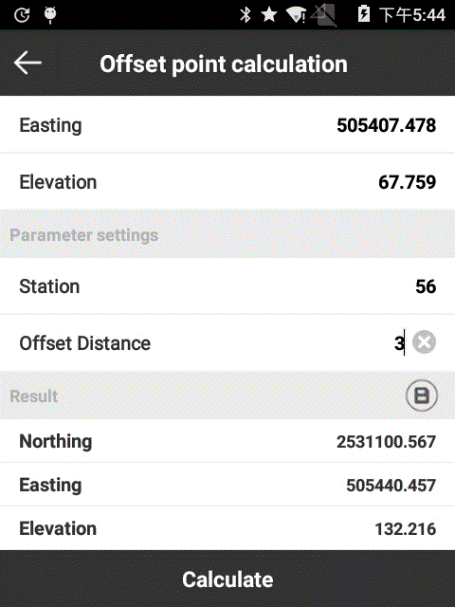 下午5:44
Offset point calculation
Easting 505407.478
Elevation 67.759
Parameter settings
Station 56
Offset Distance 3
Result
Northing 2531100.567
Easting 505440.457
Elevation 132.216
Calculate